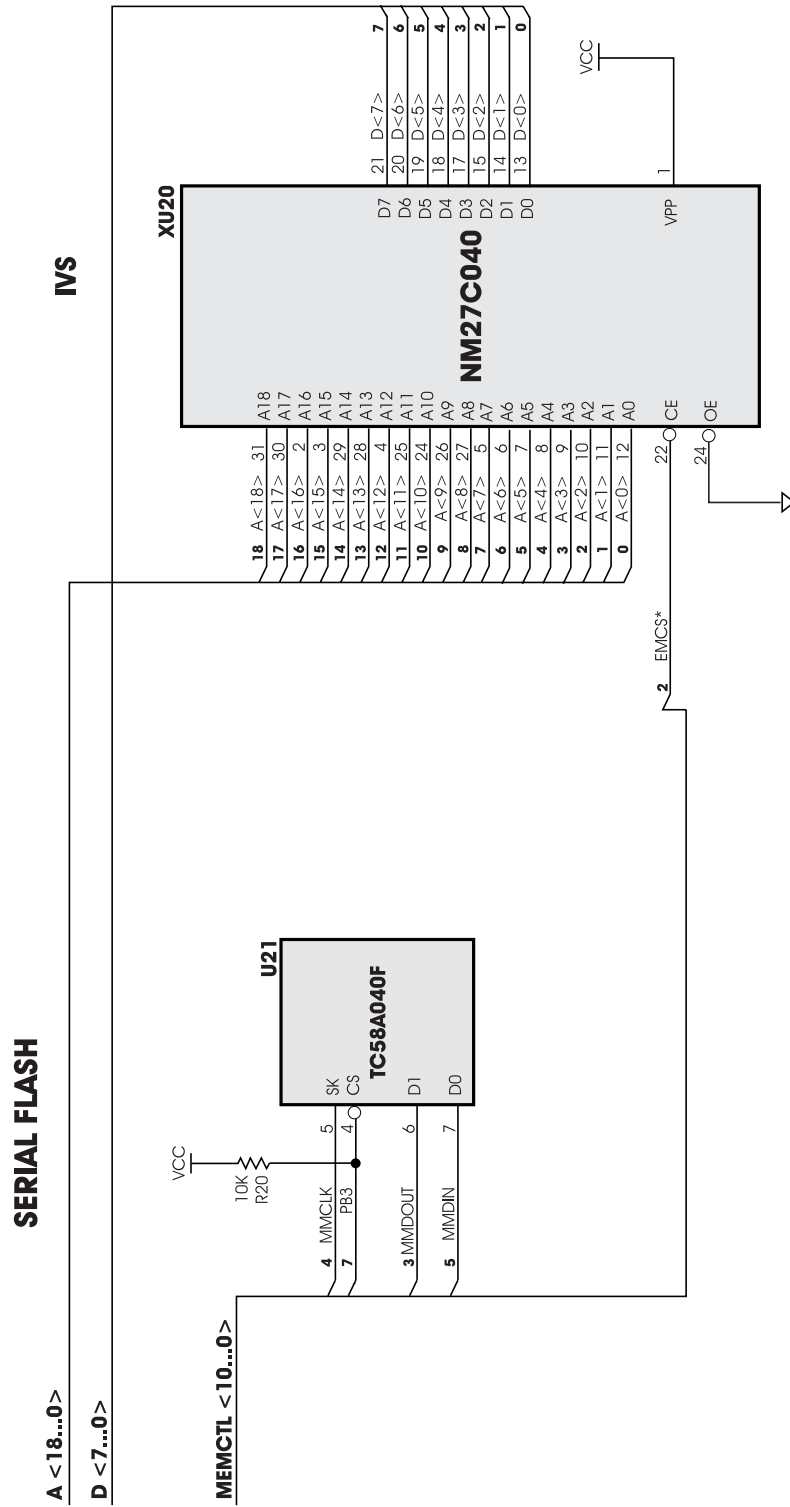 SERIAL FLASH
IVS
A <18...0>
D <7...0>
MEMCTL <10...0>
VCC
10K
R20
4 MMCLK 5 SK
7 PB3 4 CS
3 MMDOUT 6 D1
5 MMDIN 7 D0
U21
TC58A040F
18 A<18> 31 A18
17 A<17> 30 A17
16 A<16> 2 A16
15 A<15> 3 A15
14 A<14> 29 A14
13 A<13> 28 A13
12 A<12> 4 A12
11 A<11> 25 A11
10 A<10> 24 A10
9 A<9> 26 A9
8 A<8> 27 A8
7 A<7> 5 A7
6 A<6> 6 A6
5 A<5> 7 A5
4 A<4> 8 A4
3 A<3> 9 A3
2 A<2> 10 A2
1 A<1> 11 A1
0 A<0> 12 A0
2 EMCS* 22 CE
24 OE
XU20
NM27C040
D7 21 D<7> 7
D6 20 D<6> 6
D5 19 D<5> 5
D4 18 D<4> 4
D3 17 D<3> 3
D2 15 D<2> 2
D1 14 D<1> 1
D0 13 D<0> 0
VPP 1
VCC